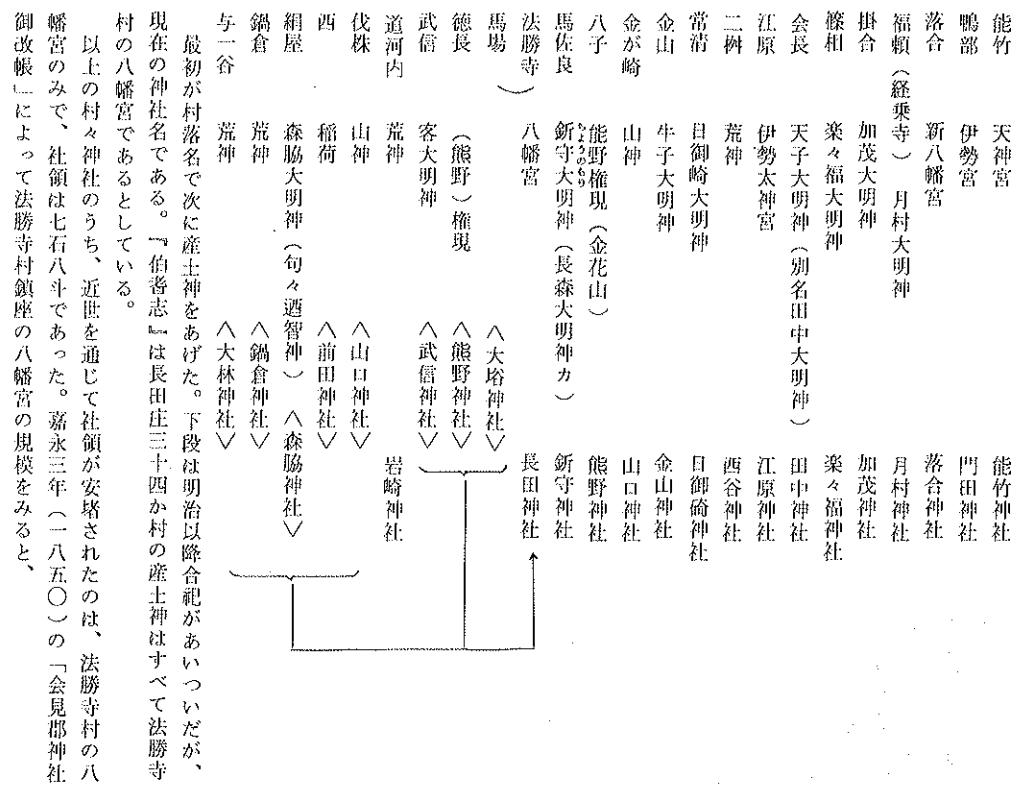 能竹　天神宮　能竹神社
鴨部　伊勢宮　門田神社
落合　新八幡宮　落合神社
福頼（経乗寺）　月村大明神　月村神社
掛合　加茂大明神　加茂神社
篠相　楽々福大明神　楽々福神社
会長　天子大明神（別名田中大明神）　田中神社
江原　伊勢太神宮　江原神社
二桝　荒神　西谷神社
常清　日御崎大明神　日御碕神社
金山　牛子大明神　金山神社
金が崎　山神　山口神社
八子　能野権現（金花山）　熊野神社
馬佐良　新守大明神（長森大明神カ）　新守神社
法勝寺　八幡宮　長田神社
馬場　〈大塔神社〉
徳長　（熊野）権現　〈熊野神社〉
武信　客大明神　〈武信神社〉
道河内　荒神　岩崎神社
伐株　山神　〈山口神社〉
西　稲荷　〈前田神社〉
絹屋　森脇大明神（句々廼智神）　〈森脇神社〉
鍋倉　荒神　〈鍋倉神社〉
与一谷　荒神　〈大林神社〉
最初が村落名で次に産土神をあげた。下段は明治以降合祀があいついだが、
現在の神社名である。『伯耆志』は長田庄三十四か村の産土神はすべて法勝寺
村の八幡宮であるとしている。
以上の村々神社のうち、近世を通じて社領が安堵されたのは、法勝寺村の八
幡宮のみで、社領は七石八斗であった。嘉永三年（一八五〇）の「会見郡神社
御改帳」によって法勝寺村鎮座の八幡宮の規模をみると、